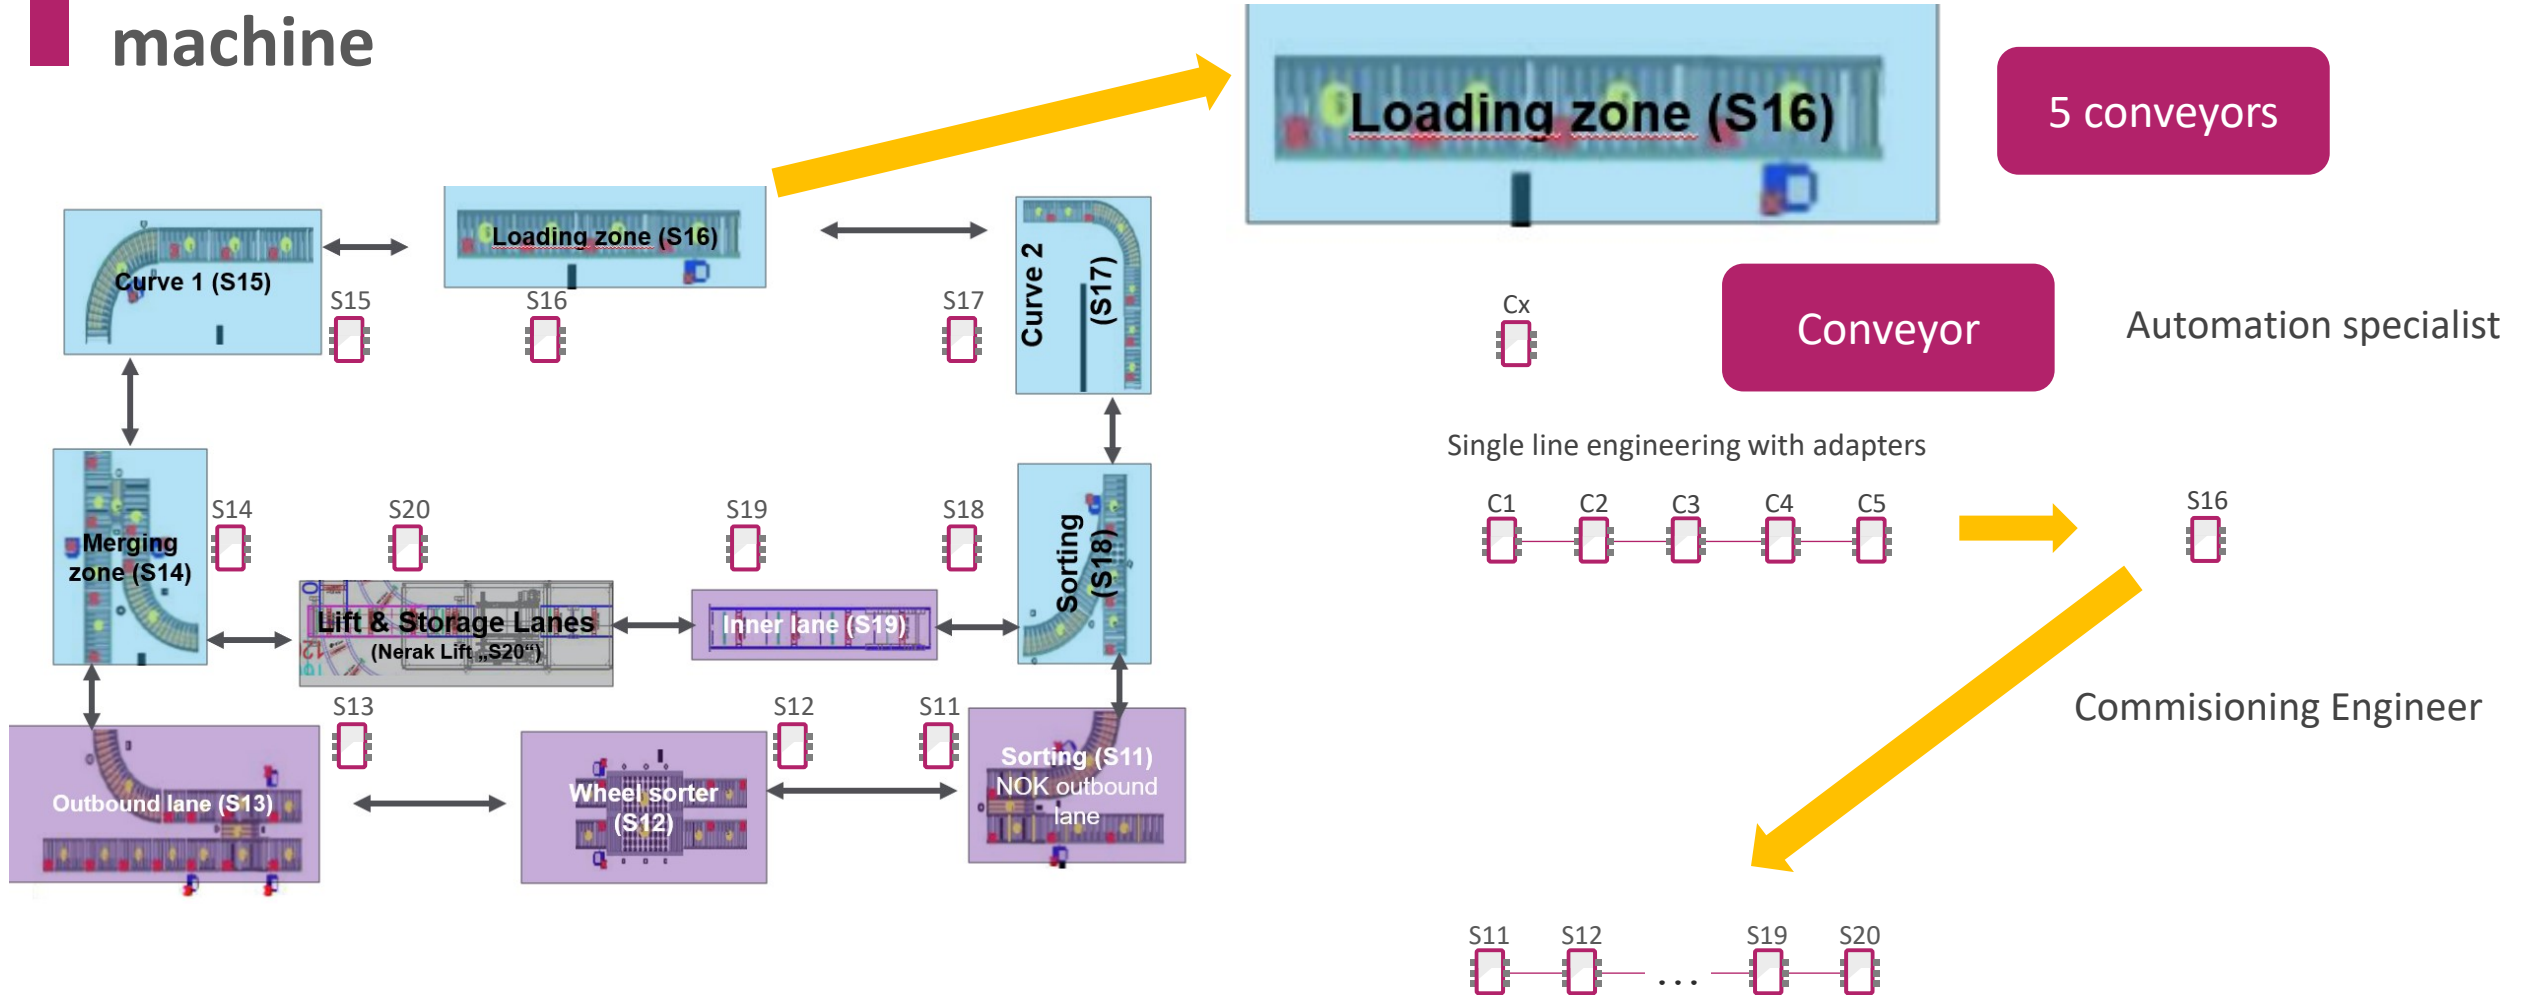 machine
Loading zone (S16)
5 conveyors
Curve 1 (S15)
S15
Loading zone (S16)
S16
S17
Curve 2
(S17)
Cx
Conveyor
Automation specialist
Single line engineering with adapters
C1
C2
C3
C4
C5
S16
Merging
zone (S14)
S14
S20
S19
S18
Sorting
(S18)
Lift & Storage Lanes
(Nerak Lift „S20“)
Inner lane (S19)
S13
S12
S11
Outbound lane (S13)
Wheel sorter
(S12)
Sorting (S11)
NOK outbound
lane
Commisioning Engineer
S11
S12
...
S19
S20